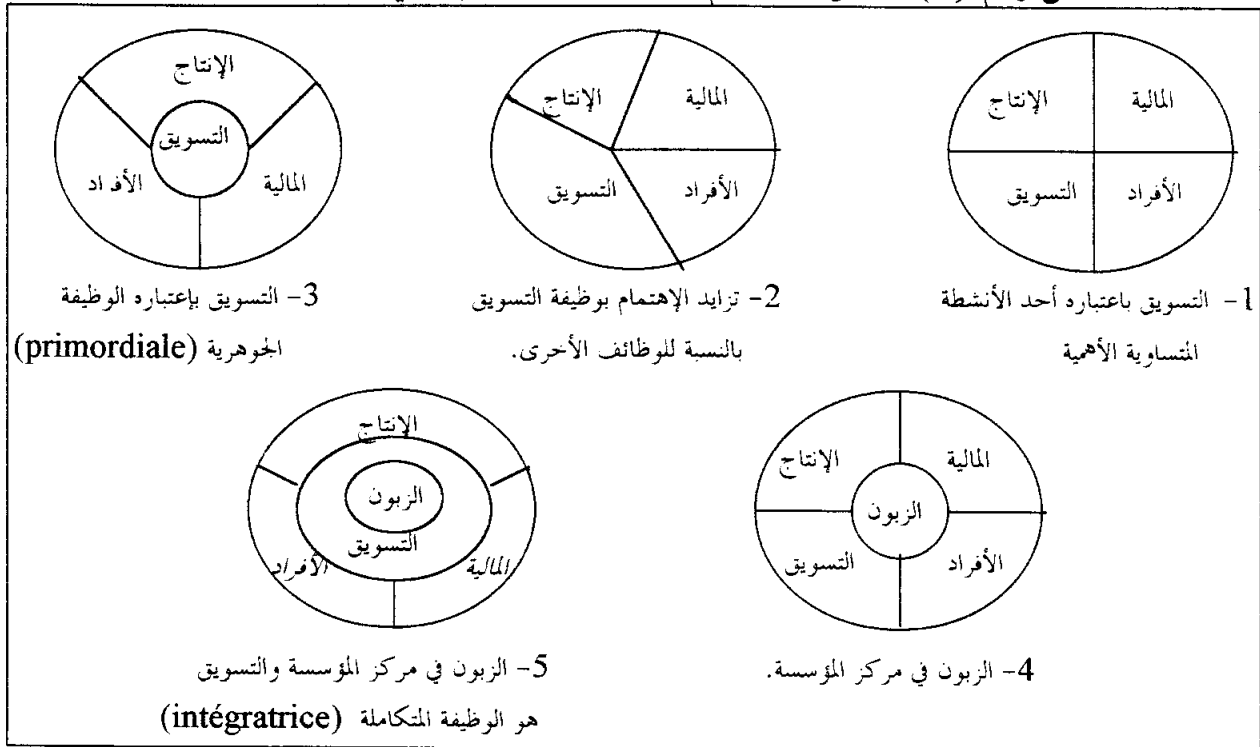 المالية
الإنتاج
الأفراد
التسويق
1- التسويق باعتباره أحد الأنشطة
المتساوية الأهمية
المالية
الإنتاج
الأفراد
التسويق
2- تزايد الإهتمام بوظيفة التسويق
بالنسبة للوظائف الأخرى.
الإنتاج
التسويق
المالية
الأفراد
3- التسويق بإعتباره الوظيفة
الجوهرية (primordiale)
المالية
الإنتاج
الزبون
الأفراد
التسويق
4- الزبون في مركز المؤسسة.
الإنتاج
الزبون
التسويق
المالية
الأفراد
5- الزبون في مركز المؤسسة والتسويق
هو الوظيفة المتكاملة (intégratrice)